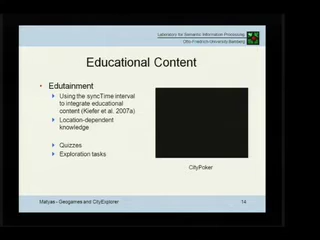 Laboratory for Semantic Information Processing
Otto-Friedrich-University Bamberg
Educational Content
• Edutainment
Using the syncTime interval
to integrate educational
content (Kiefer et al. 2007a)
Location-dependent
knowledge
Quizzes
Exploration tasks
CityPoker
Matyas - Geogames and CityExplorer
14